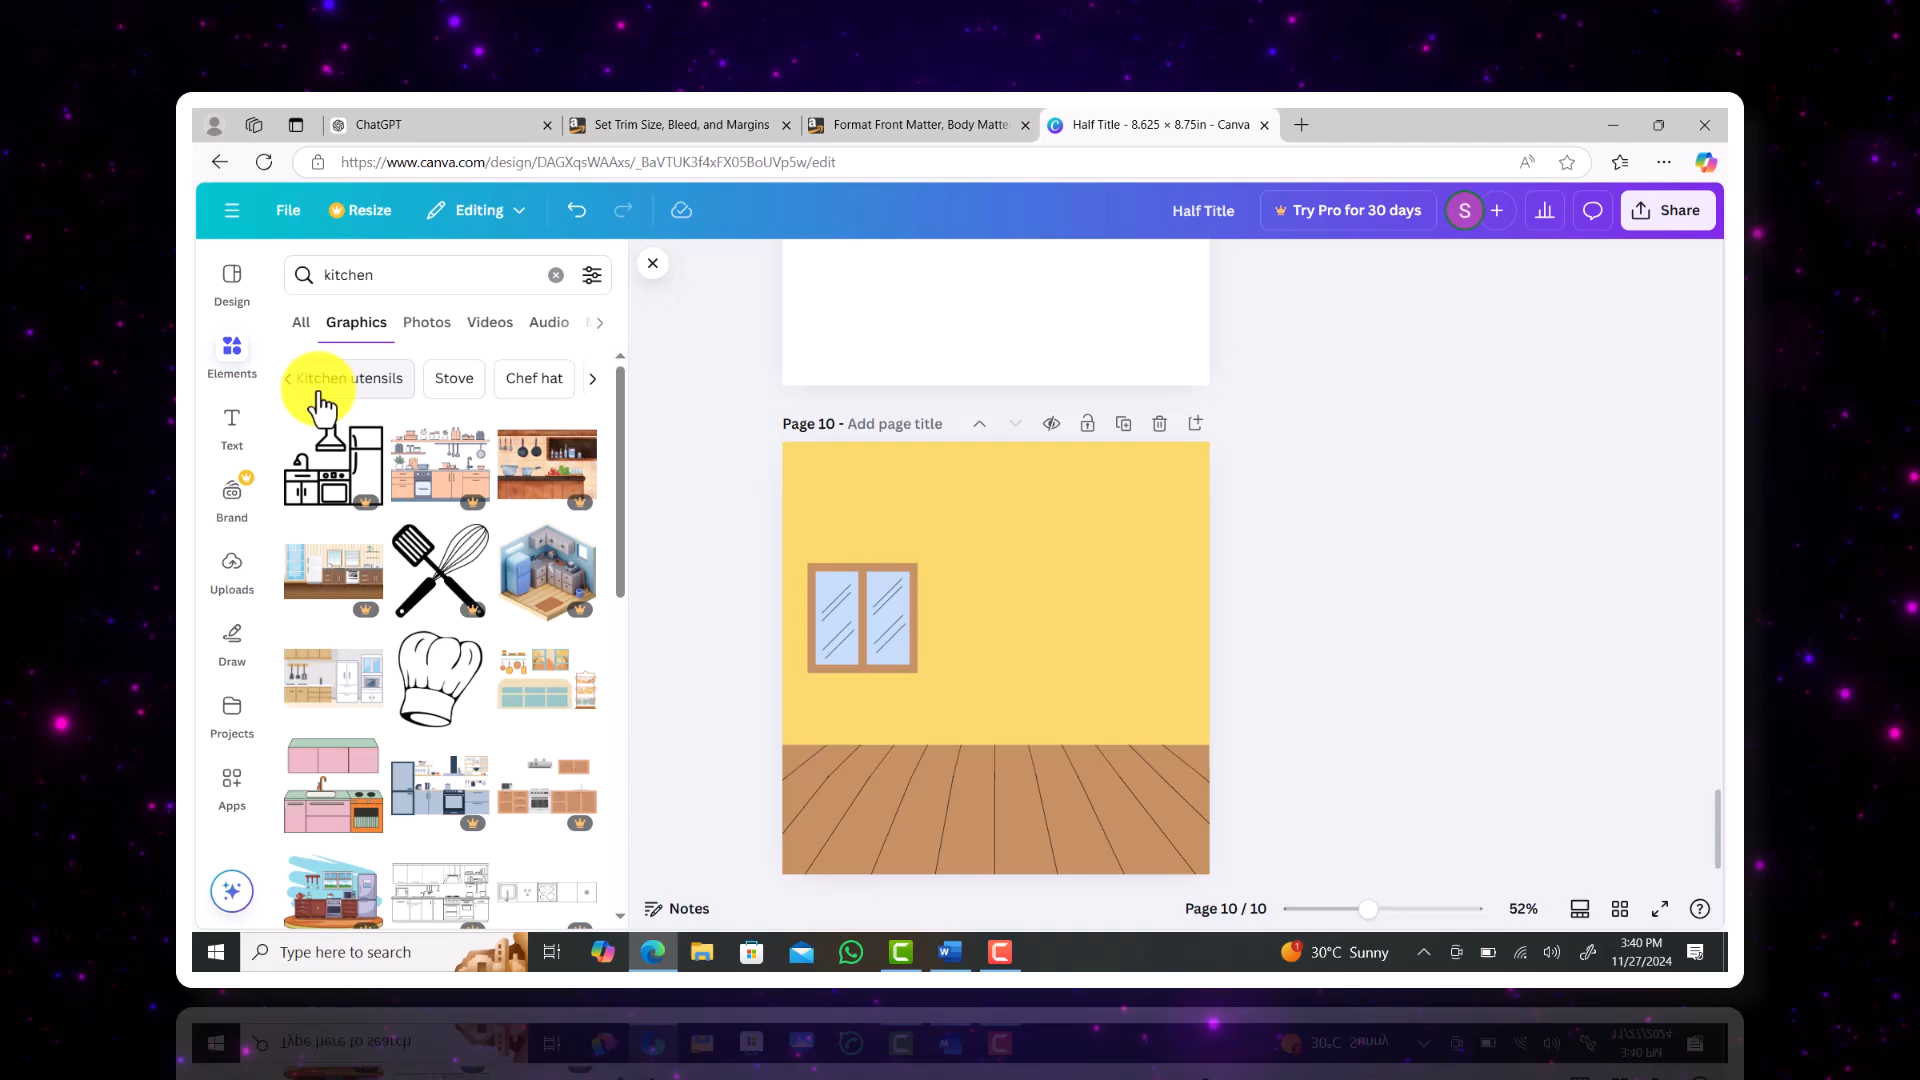 ChatGPT
Set Trim Size, Bleed, and Margins
Format Front Matter, Body Matte
Half Title - 8.625 × 8.75in - Canva
https://www.canva.com/design/DAGXqsWAAxs/_BaVTUK3f4xFX05BoUVp5w/edit
File
Resize
Editing
Half Title
Try Pro for 30 days
S
Share
Design
Elements
Text
Brand
Uploads
Draw
Projects
Apps
kitchen
All
Graphics
Photos
Videos
Audio
Kitchen utensils
Stove
Chef hat
Page 10 - Add page title
Notes
Page 10 / 10
52%
Type here to search
30°C Sunny
3:40 PM
11/27/2024